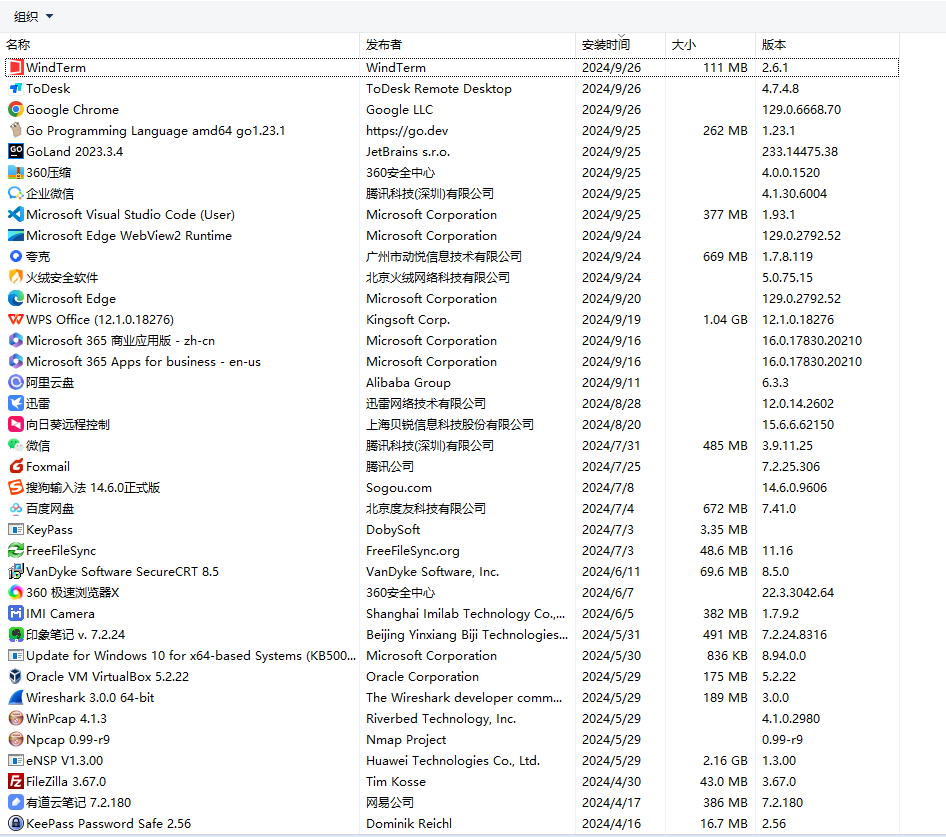 组织
名称 发布者 安装时间 大小 版本
WindTerm WindTerm 2024/9/26 111 MB 2.6.1
ToDesk ToDesk Remote Desktop 2024/9/26 4.7.4.8
Google Chrome Google LLC 2024/9/26 129.0.6668.70
Go Programming Language amd64 go1.23.1 https://go.dev 2024/9/25 262 MB 1.23.1
GoLand 2023.3.4 JetBrains s.r.o. 2024/9/25 233.14475.38
360压缩 360安全中心 2024/9/25 4.0.0.1520
企业微信 腾讯科技(深圳)有限公司 2024/9/25 4.1.30.6004
Microsoft Visual Studio Code (User) Microsoft Corporation 2024/9/25 377 MB 1.93.1
Microsoft Edge WebView2 Runtime Microsoft Corporation 2024/9/24 129.0.2792.52
夸克 广州市动悦信息技术有限公司 2024/9/24 669 MB 1.7.8.119
火绒安全软件 北京火绒网络科技有限公司 2024/9/24 5.0.75.15
Microsoft Edge Microsoft Corporation 2024/9/20 129.0.2792.52
WPS Office (12.1.0.18276) Kingsoft Corp. 2024/9/19 1.04 GB 12.1.0.18276
Microsoft 365 商业应用版 - zh-cn Microsoft Corporation 2024/9/16 16.0.17830.20210
Microsoft 365 Apps for business - en-us Microsoft Corporation 2024/9/16 16.0.17830.20210
阿里云盘 Alibaba Group 2024/9/11 6.3.3
迅雷 迅雷网络技术有限公司 2024/8/28 12.0.14.2602
向日葵远程控制 上海贝锐信息科技股份有限公司 2024/8/20 15.6.6.62150
微信 腾讯科技(深圳)有限公司 2024/7/31 485 MB 3.9.11.25
Foxmail 腾讯公司 2024/7/25 7.2.25.306
搜狗输入法 14.6.0正式版 Sogou.com 2024/7/8 14.6.0.9606
百度网盘 北京度友科技有限公司 2024/7/4 672 MB 7.41.0
KeyPass DobySoft 2024/7/3 3.35 MB
FreeFileSync FreeFileSync.org 2024/7/3 48.6 MB 11.16
VanDyke Software SecureCRT 8.5 VanDyke Software, Inc. 2024/6/11 69.6 MB 8.5.0
360 极速浏览器X 360安全中心 2024/6/7 22.3.3042.64
IMI Camera Shanghai Imilab Technology Co.,... 2024/6/5 382 MB 1.7.9.2
印象笔记 v. 7.2.24 Beijing Yinxiang Biji Technologies... 2024/5/31 491 MB 7.2.24.8316
Update for Windows 10 for x64-based Systems (KB500... Microsoft Corporation 2024/5/30 836 KB 8.94.0.0
Oracle VM VirtualBox 5.2.22 Oracle Corporation 2024/5/29 175 MB 5.2.22
Wireshark 3.0.0 64-bit The Wireshark developer comm... 2024/5/29 189 MB 3.0.0
WinPcap 4.1.3 Riverbed Technology, Inc. 2024/5/29 4.1.0.2980
Npcap 0.99-r9 Nmap Project 2024/5/29 0.99-r9
eNSP V1.3.00 Huawei Technologies Co., Ltd. 2024/5/29 2.16 GB 1.3.00
FileZilla 3.67.0 Tim Kosse 2024/4/30 43.0 MB 3.67.0
有道云笔记 7.2.180 网易公司 2024/4/17 386 MB 7.2.180
KeePass Password Safe 2.56 Dominik Reichl 2024/4/16 16.7 MB 2.56